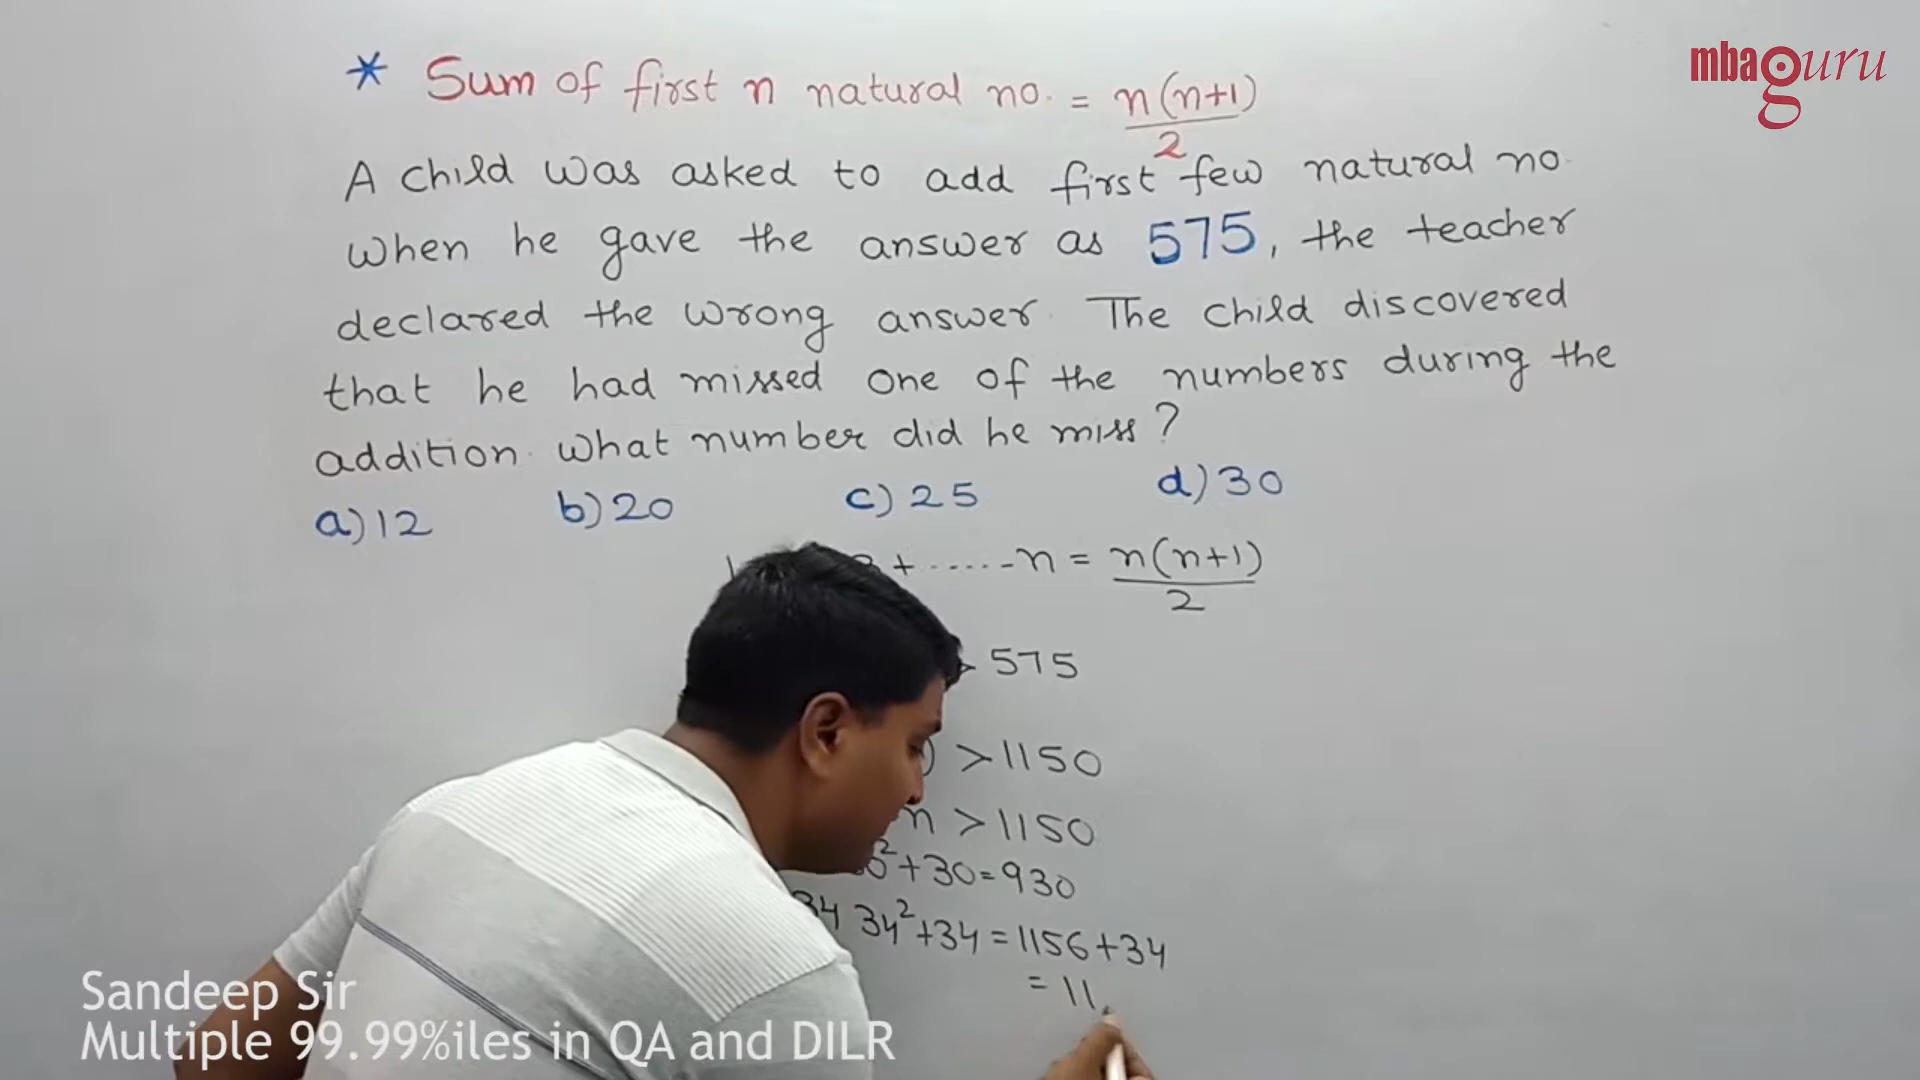 mbaguru
* Sum of first n natural no. = n(n+1)/2
A child was asked to add first few natural no.
when he gave the answer as 575, the teacher
declared the wrong answer. The child discovered
that he had missed one of the numbers during the
addition. what number did he miss?
a) 12 b) 20 c) 25 d) 30
+ ......n = n(n+1)/2
> 575
) > 1150
n > 1150
²+30=930
34 34²+34 = 1156+34
= 11
Sandeep Sir
Multiple 99.99%iles in QA and DILR